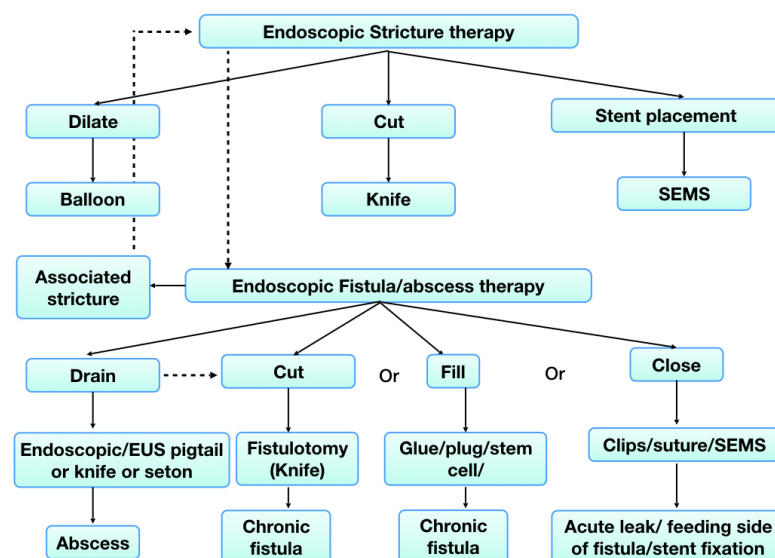 Endoscopic Stricture therapy
Dilate
Cut
Stent placement
Balloon
Knife
SEMS
Associated
stricture
Endoscopic Fistula/abscess therapy
Drain
Cut
Or
Fill
Or
Close
Endoscopic/EUS pigtail
or knife or seton
Fistulotomy
(Knife)
Glue/plug/stem
cell/
Clips/suture/SEMS
Abscess
Chronic
fistula
Chronic
fistula
Acute leak/ feeding side
of fistula/stent fixation